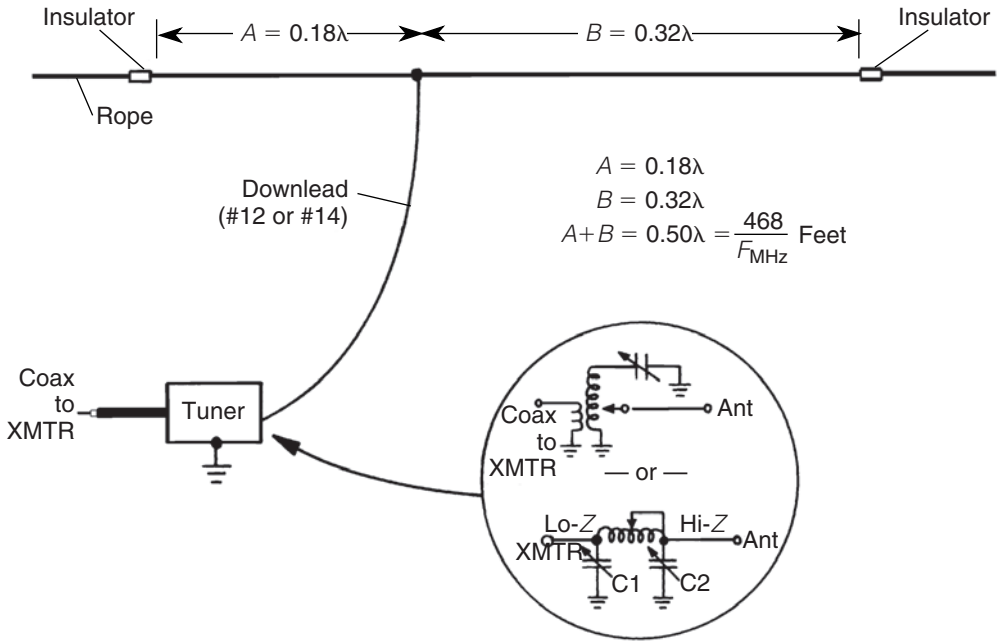 Insulator
Insulator
A = 0.18λ
B = 0.32λ
Rope
Downlead
(#12 or #14)
A = 0.18λ
B = 0.32λ
A+B = 0.50λ = 468 / FMHz Feet
Coax
to
XMTR
Tuner
Coax
to
XMTR
Ant
— or —
Lo-Z
Hi-Z
XMTR
Ant
C1
C2